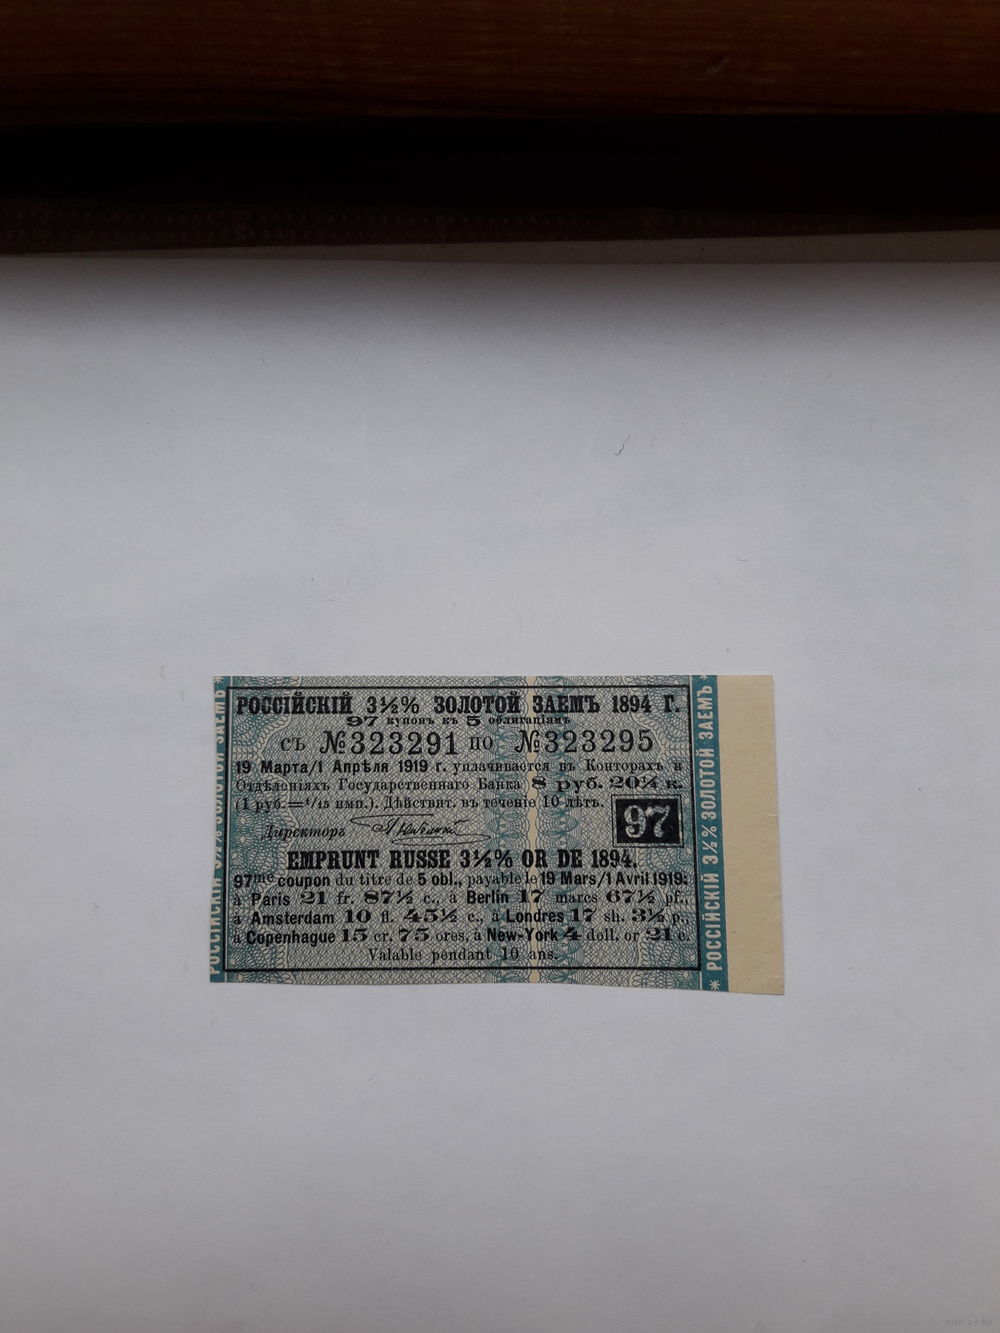 РОССІЙСКІЙ 3½% ЗОЛОТОЙ ЗАЕМЪ 1894 Г.
97 купонъ къ 5 облигаціямъ
съ №323291 по №323295
19 Марта/1 Апрѣля 1919 г. уплачивается въ Конторахъ и
Отдѣленіяхъ Государственнаго Банка 8 руб. 20¼ к.
(1 руб.=¹/₁₅ имп.). Дѣйствит. въ теченіе 10 лѣтъ.
Директоръ
97
EMPRUNT RUSSE 3½% OR DE 1894.
97me coupon du titre de 5 obl., payable le 19 Mars/1 Avril 1919:
à Paris 21 fr. 87½ c., à Berlin 17 marcs 67½ pf.,
à Amsterdam 10 fl. 45½ c., à Londres 17 sh. 3½ p.,
à Copenhague 15 cr. 75 ores, à New-York 4 doll. or 21 c.
Valable pendant 10 ans.
РОССІЙСКІЙ 3½% ЗОЛОТОЙ ЗАЕМЪ *
* РОССІЙСКІЙ 3½% ЗОЛОТОЙ ЗАЕМЪ *
www.ay.by